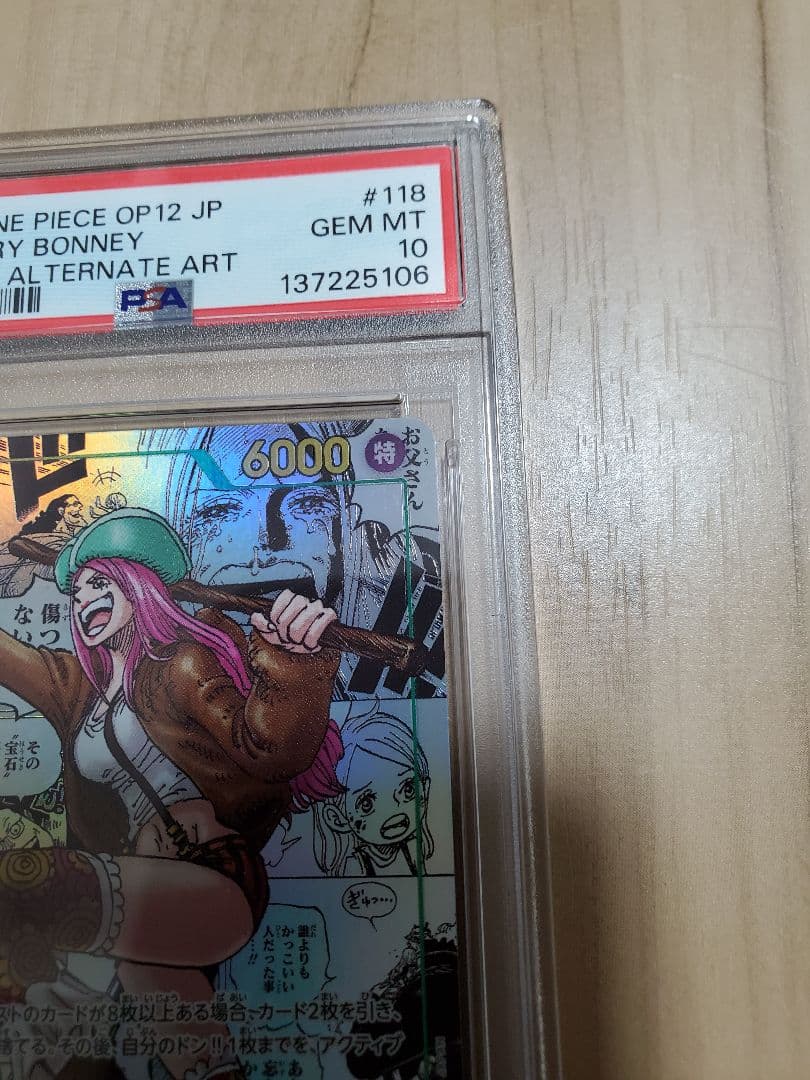 NE PIECE OP12 JP
#118
RY BONNEY
GEM MT
ALTERNATE ART
10
PSA
137225106
6000 特
お父さん
傷つ
ない
その
"宝石"
ぎゅっ…
誰よりも
かっこいい
人だった事
…!!
ストのカードが8枚以上ある場合、カード2枚を引き、
捨てる。その後、自分のドン!!1枚までを、アクティブ